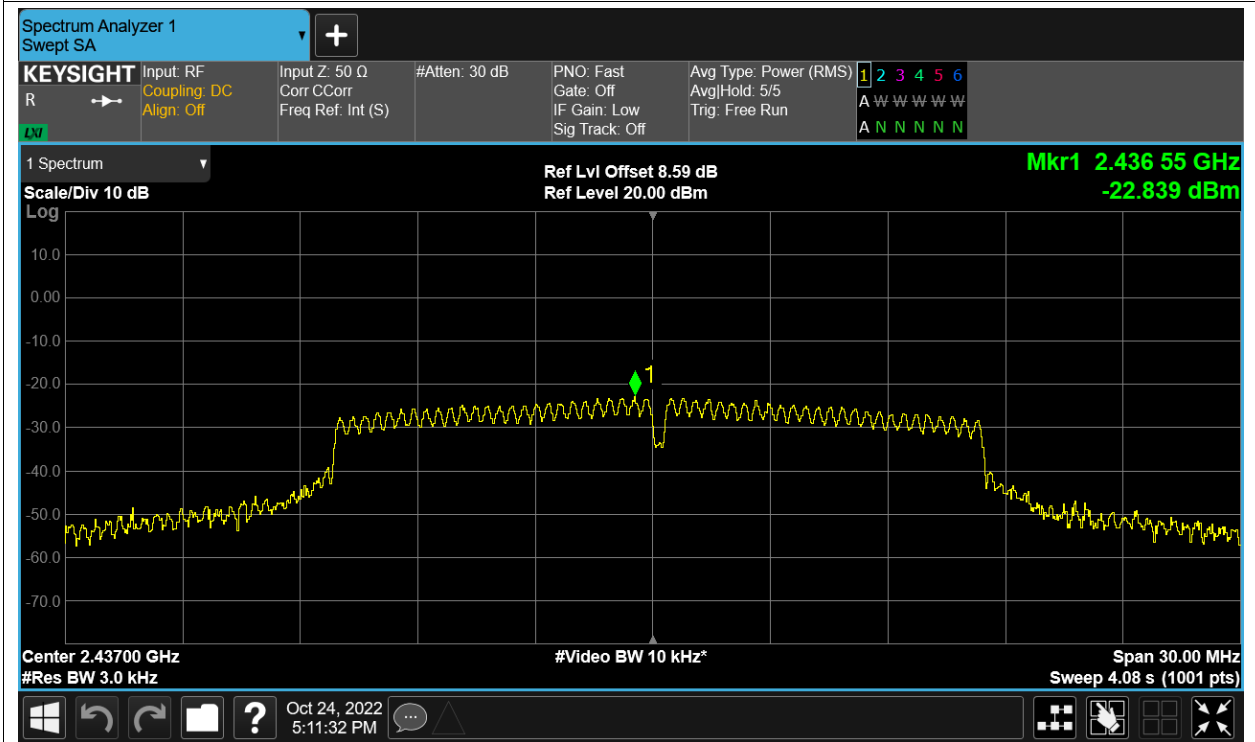 Spectrum Analyzer 1
Swept SA
KEYSIGHT
R
LXI
Input: RF
Coupling: DC
Align: Off
Input Z: 50 Ω
Corr CCorr
Freq Ref: Int (S)
#Atten: 30 dB
PNO: Fast
Gate: Off
IF Gain: Low
Sig Track: Off
Avg Type: Power (RMS)
Avg|Hold: 5/5
Trig: Free Run
1 2 3 4 5 6
A W W W W W
A N N N N N
1 Spectrum
Scale/Div 10 dB
Log
Ref Lvl Offset 8.59 dB
Ref Level 20.00 dBm
Mkr1 2.436 55 GHz
-22.839 dBm
10.0
0.00
-10.0
-20.0
-30.0
-40.0
-50.0
-60.0
-70.0
1
Center 2.43700 GHz
#Res BW 3.0 kHz
#Video BW 10 kHz*
Span 30.00 MHz
Sweep 4.08 s (1001 pts)
?
Oct 24, 2022
5:11:32 PM